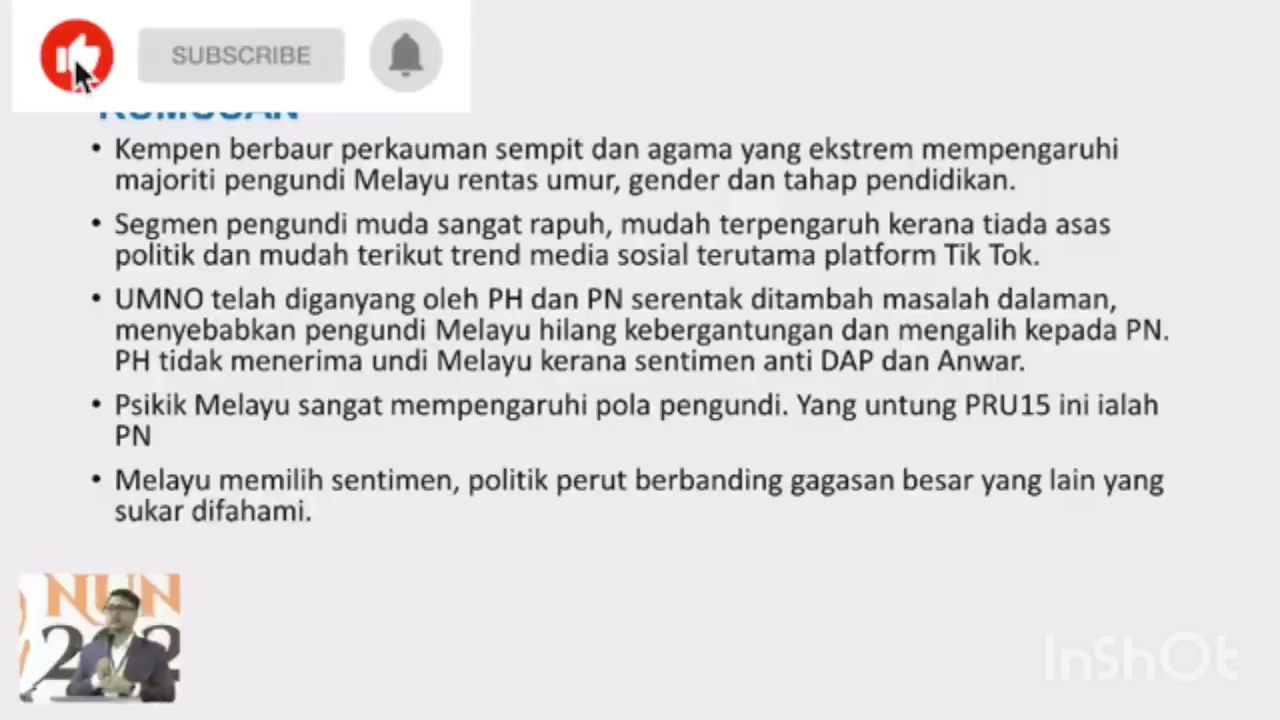 SUBSCRIBE
RUMUSAN
• Kempen berbaur perkauman sempit dan agama yang ekstrem mempengaruhi
majoriti pengundi Melayu rentas umur, gender dan tahap pendidikan.
• Segmen pengundi muda sangat rapuh, mudah terpengaruh kerana tiada asas
politik dan mudah terikut trend media sosial terutama platform Tik Tok.
• UMNO telah diganyang oleh PH dan PN serentak ditambah masalah dalaman,
menyebabkan pengundi Melayu hilang kebergantungan dan mengalih kepada PN.
PH tidak menerima undi Melayu kerana sentimen anti DAP dan Anwar.
• Psikik Melayu sangat mempengaruhi pola pengundi. Yang untung PRU15 ini ialah
PN
• Melayu memilih sentimen, politik perut berbanding gagasan besar yang lain yang
sukar difahami.
NUN
202
InShOt